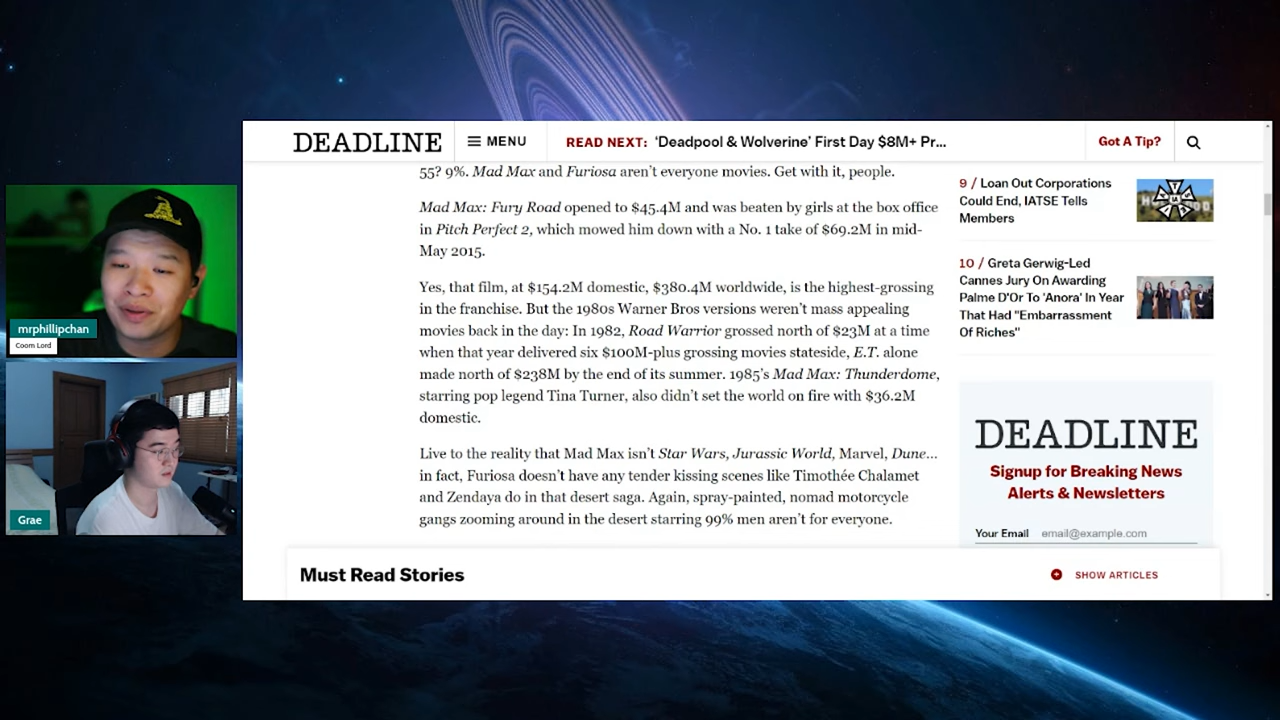 DEADLINE
MENU
READ NEXT: 'Deadpool & Wolverine' First Day $8M+ Pr...
Got A Tip?
55? 9%. Mad Max and Furiosa aren't everyone movies. Get with it, people.
Mad Max: Fury Road opened to $45.4M and was beaten by girls at the box office
in Pitch Perfect 2, which mowed him down with a No. 1 take of $69.2M in mid-
May 2015.
Yes, that film, at $154.2M domestic, $380.4M worldwide, is the highest-grossing
in the franchise. But the 1980s Warner Bros versions weren't mass appealing
movies back in the day: In 1982, Road Warrior grossed north of $23M at a time
when that year delivered six $100M-plus grossing movies stateside, E.T. alone
made north of $238M by the end of its summer. 1985's Mad Max: Thunderdome,
starring pop legend Tina Turner, also didn't set the world on fire with $36.2M
domestic.
Live to the reality that Mad Max isn't Star Wars, Jurassic World, Marvel, Dune...
in fact, Furiosa doesn't have any tender kissing scenes like Timothée Chalamet
and Zendaya do in that desert saga. Again, spray-painted, nomad motorcycle
gangs zooming around in the desert starring 99% men aren't for everyone.
9 / Loan Out Corporations
Could End, IATSE Tells
Members
10 / Greta Gerwig-Led
Cannes Jury On Awarding
Palme D'Or To 'Anora' In Year
That Had "Embarrassment
Of Riches"
DEADLINE
Signup for Breaking News
Alerts & Newsletters
Your Email email@example.com
Must Read Stories
SHOW ARTICLES
mrphillipchan
Coom Lord
Grae